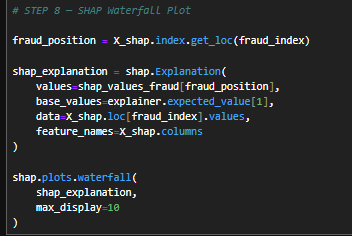 # STEP 8 — SHAP Waterfall Plot
fraud_position = X_shap.index.get_loc(fraud_index)
shap_explanation = shap.Explanation(
    values=shap_values_fraud[fraud_position],
    base_values=explainer.expected_value[1],
    data=X_shap.loc[fraud_index].values,
    feature_names=X_shap.columns
)
shap.plots.waterfall(
    shap_explanation,
    max_display=10
)